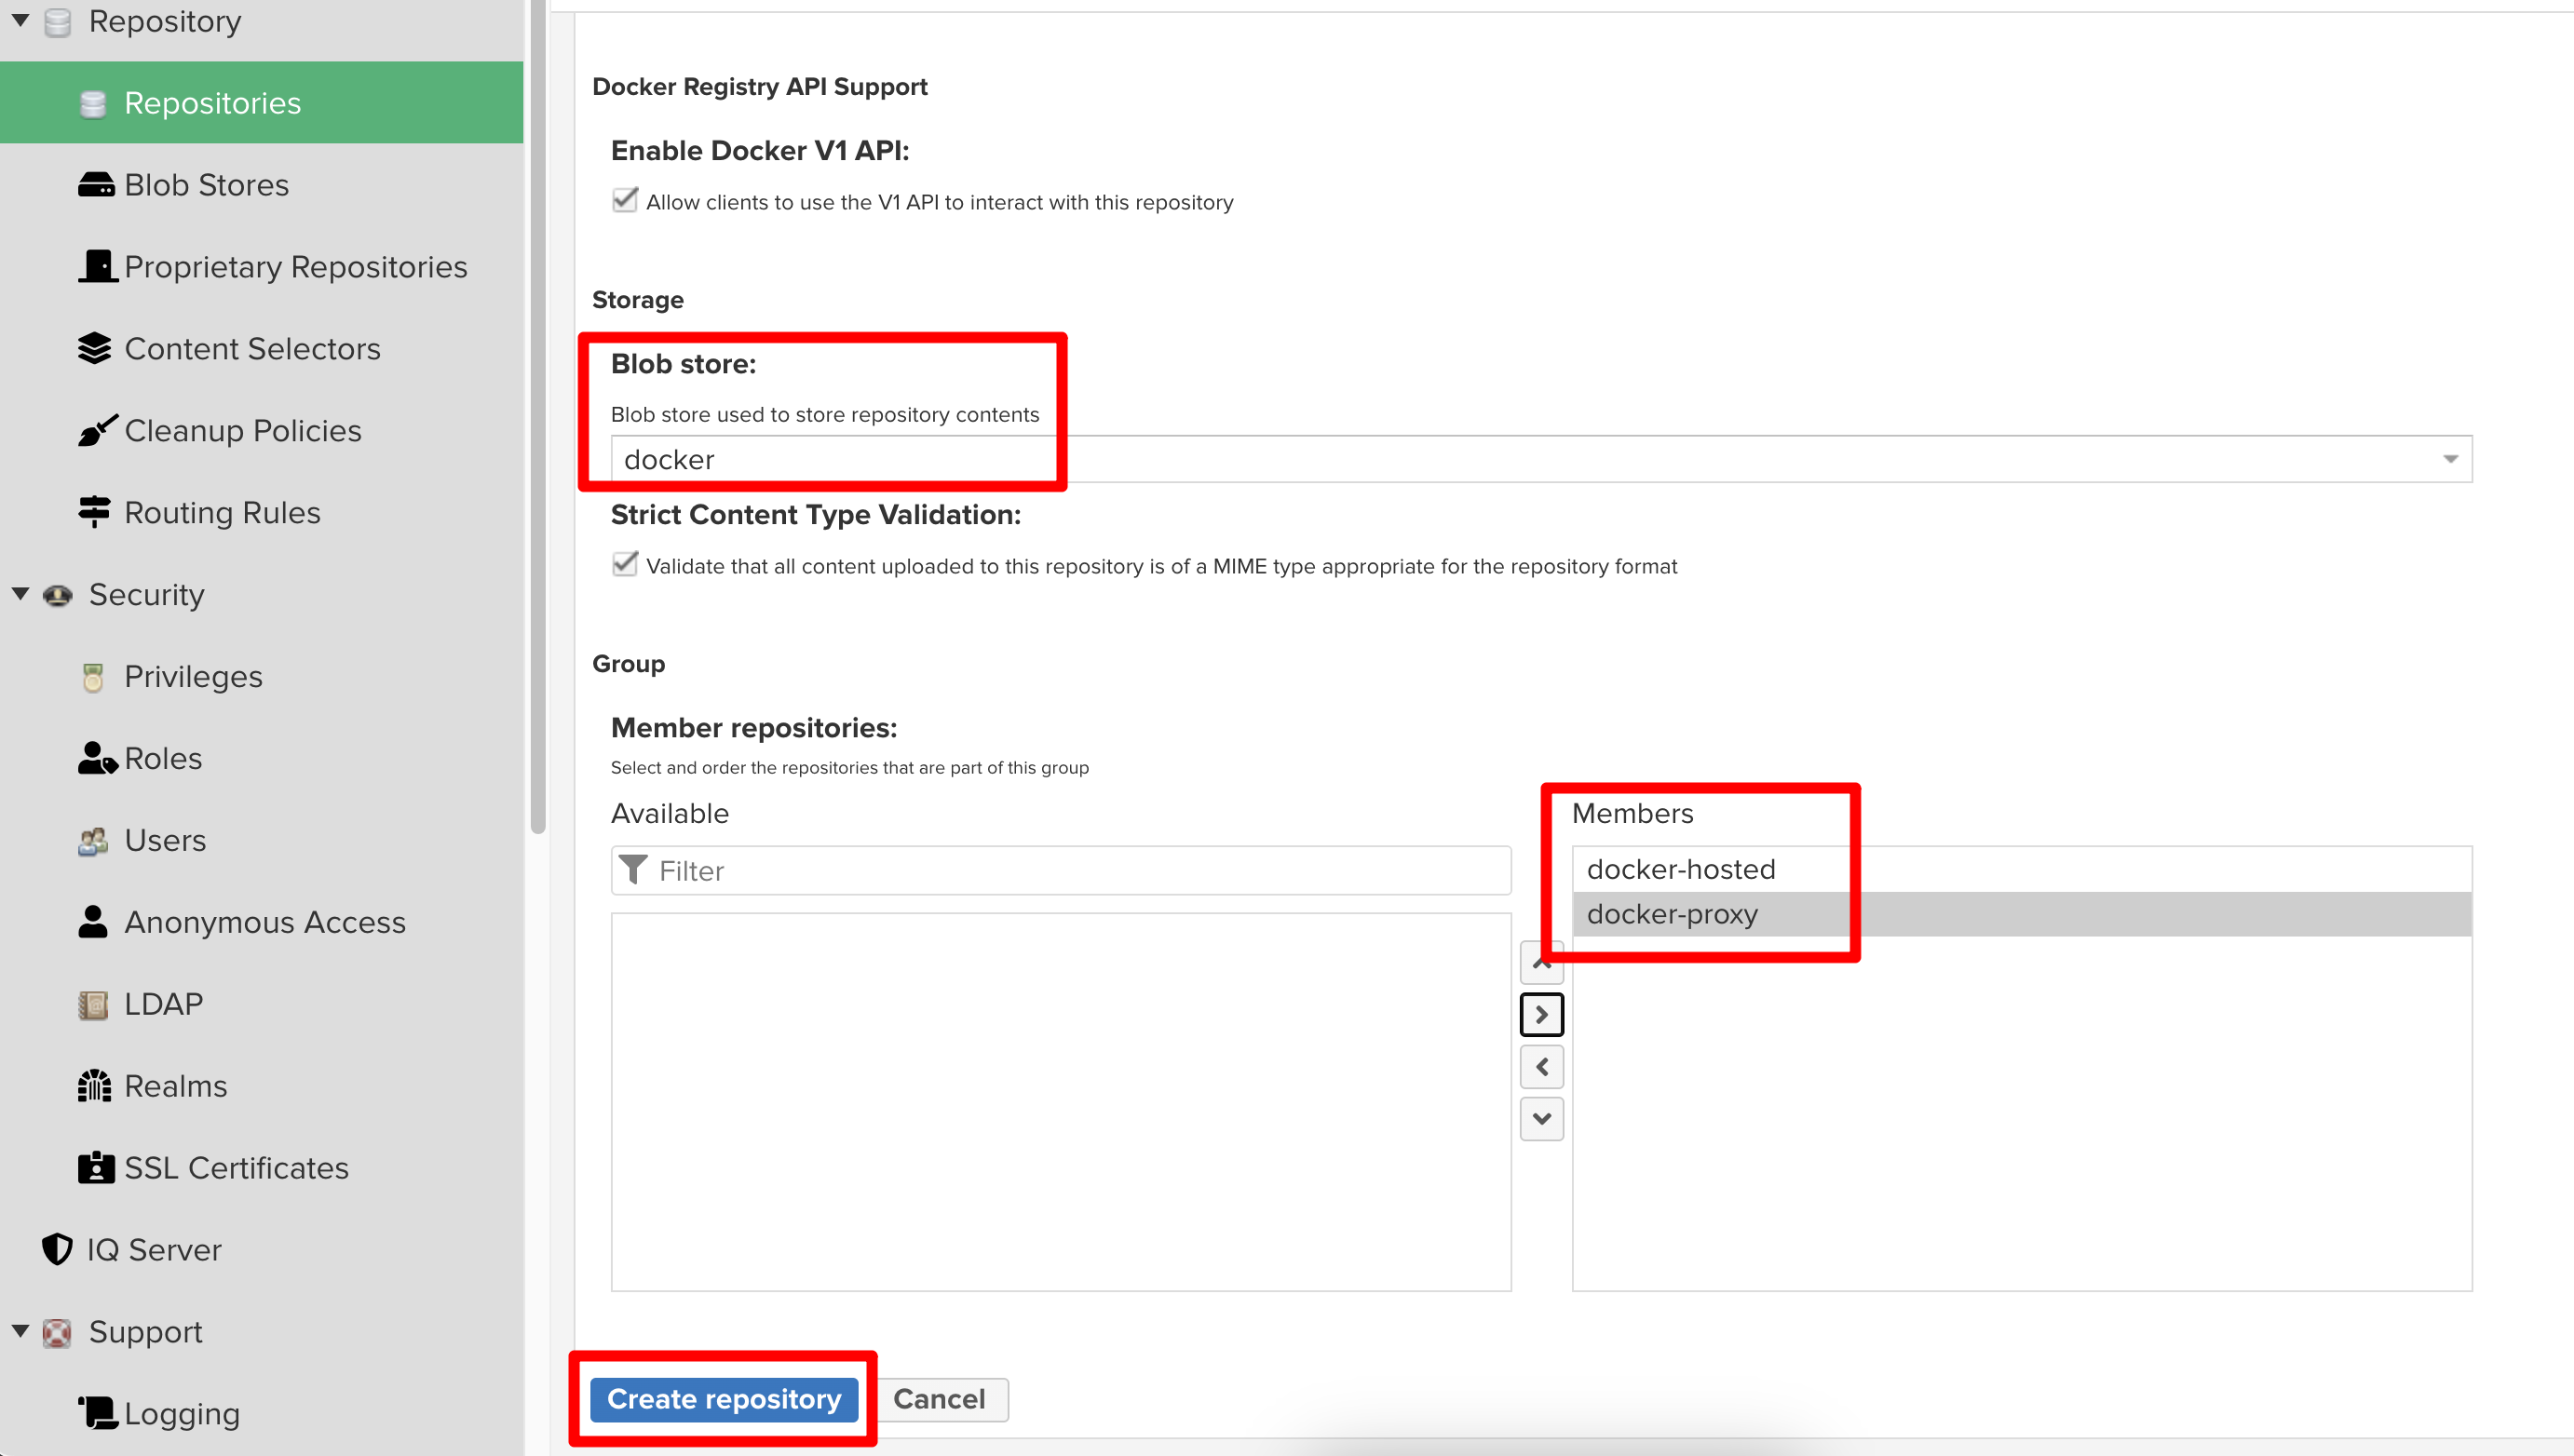 Repository
Repositories
Blob Stores
Proprietary Repositories
Content Selectors
Cleanup Policies
Routing Rules
Security
Privileges
Roles
Users
Anonymous Access
LDAP
Realms
SSL Certificates
IQ Server
Support
Logging
Docker Registry API Support
Enable Docker V1 API:
Allow clients to use the V1 API to interact with this repository
Storage
Blob store:
Blob store used to store repository contents
docker
Strict Content Type Validation:
Validate that all content uploaded to this repository is of a MIME type appropriate for the repository format
Group
Member repositories:
Select and order the repositories that are part of this group
Available
Filter
Members
docker-hosted
docker-proxy
Create repository
Cancel